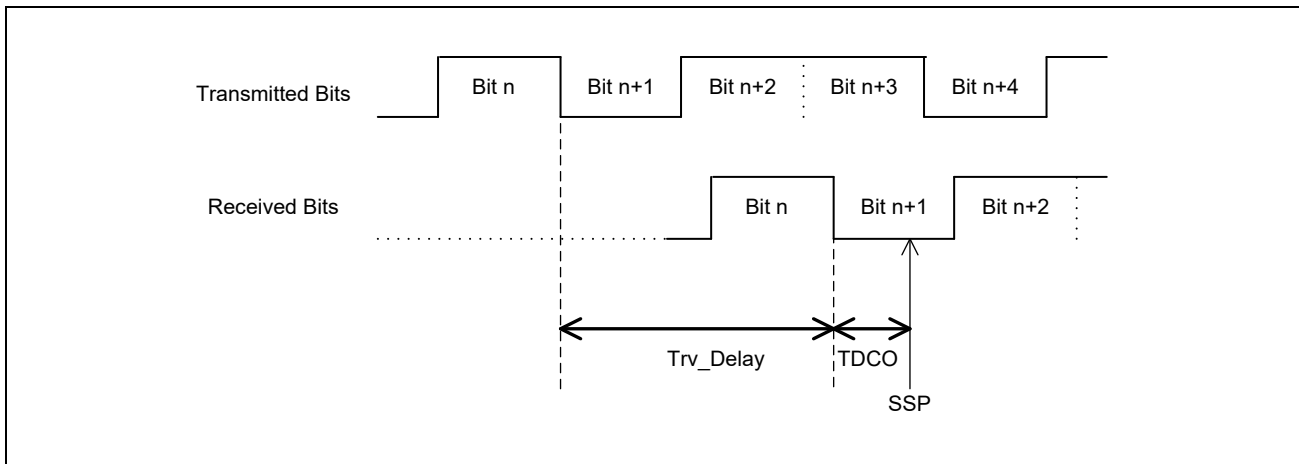 Transmitted Bits
Bit n
Bit n+1
Bit n+2
Bit n+3
Bit n+4
Received Bits
Bit n
Bit n+1
Bit n+2
Trv_Delay
TDCO
SSP